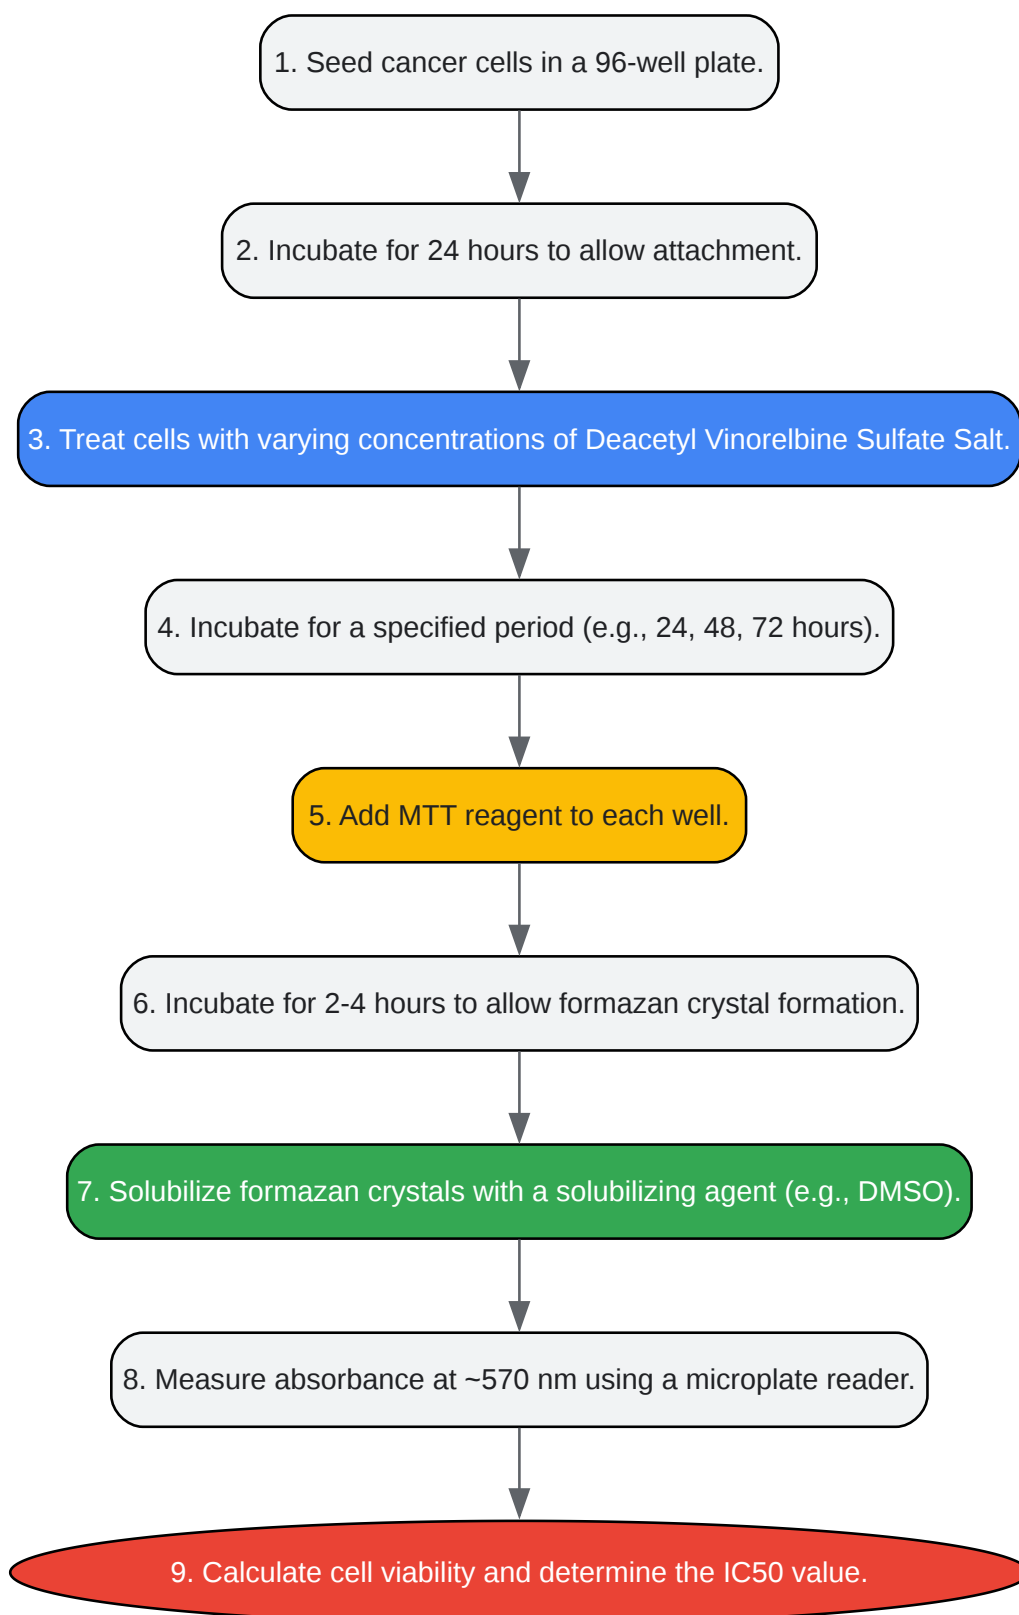 1. Seed cancer cells in a 96-well plate.
2. Incubate for 24 hours to allow attachment.
3. Treat cells with varying concentrations of Deacetyl Vinorelbine Sulfate Salt.
4. Incubate for a specified period (e.g., 24, 48, 72 hours).
5. Add MTT reagent to each well.
6. Incubate for 2-4 hours to allow formazan crystal formation.
7. Solubilize formazan crystals with a solubilizing agent (e.g., DMSO).
8. Measure absorbance at ~570 nm using a microplate reader.
9. Calculate cell viability and determine the IC50 value.